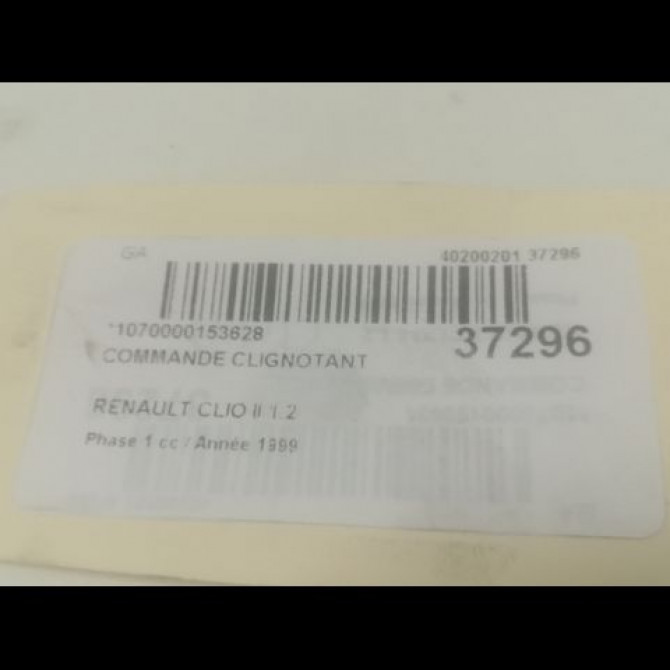 GA 40200201 37296
*1070000153628 37296
COMMANDE CLIGNOTANT
RENAULT CLIO II 1.2
Phase 1 cc / Année 1999